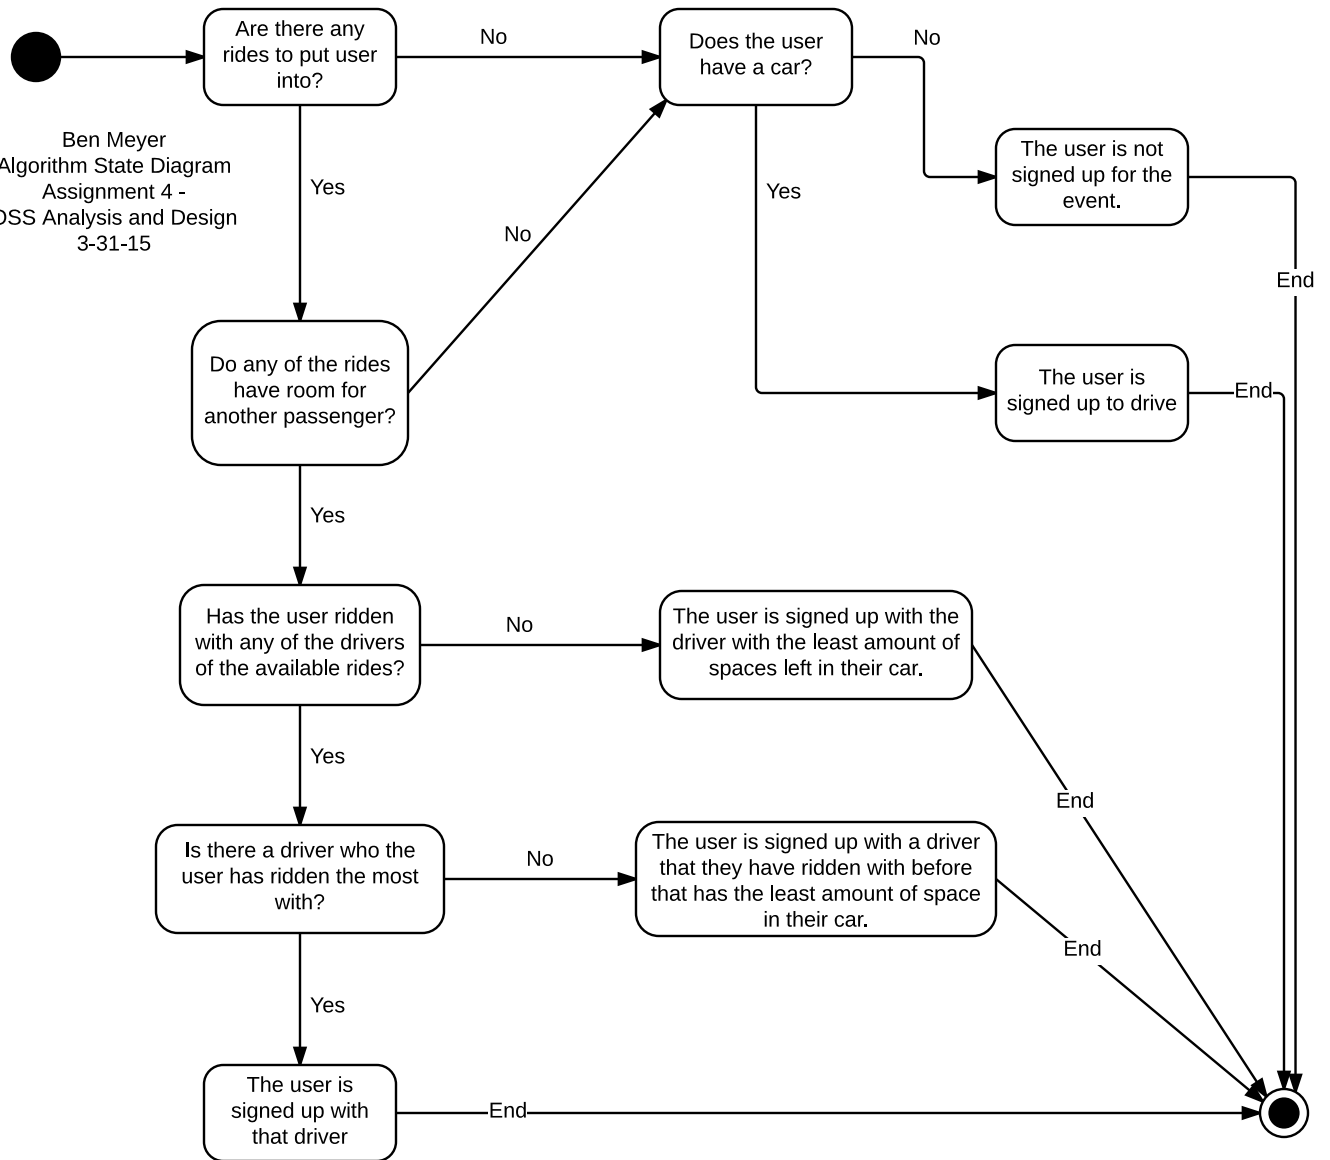 Are there any
rides to put user
into?
No
Does the user
have a car?
No
Ben Meyer
Algorithm State Diagram
Assignment 4 -
OSS Analysis and Design
3-31-15
Yes
Yes
The user is not
signed up for the
event.
No
End
Do any of the rides
have room for
another passenger?
The user is
signed up to drive
End
Yes
Has the user ridden
with any of the drivers
of the available rides?
No
The user is signed up with the
driver with the least amount of
spaces left in their car.
Yes
End
Is there a driver who the
user has ridden the most
with?
No
The user is signed up with a driver
that they have ridden with before
that has the least amount of space
in their car.
End
Yes
The user is
signed up with
that driver
End